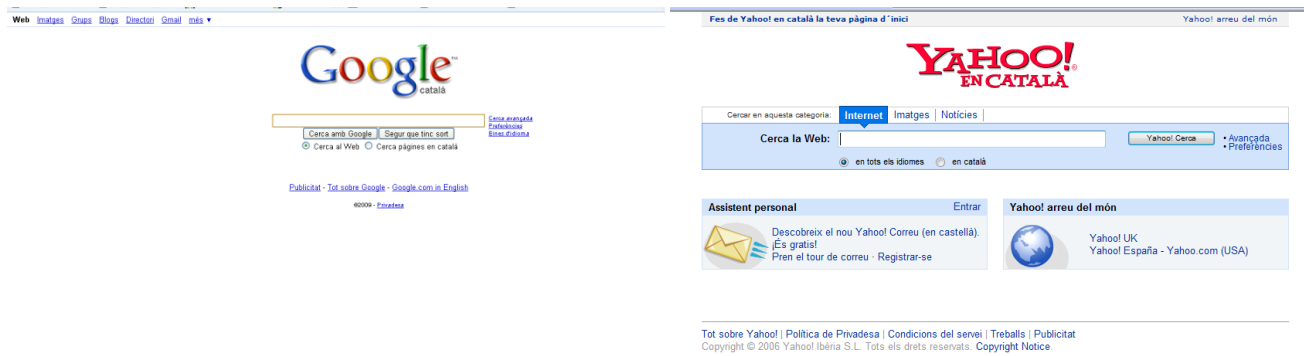 Web Imatges Grups Blogs Directori Gmail més ▼
Google™
català
Cerca avançada
Preferències
Eines d'idioma
Cerca amb Google Segur que tinc sort
Cerca al Web Cerca pàgines en català
Publicitat - Tot sobre Google - Google.com in English
©2009 - Privadesa
Fes de Yahoo! en català la teva pàgina d´inici Yahoo! arreu del món
YAHOO!®
EN CATALÀ
Cercar en aquesta categoria: Internet Imatges | Notícies |
Cerca la Web: Yahoo! Cerca • Avançada
• Preferències
en tots els idiomes en català
Assistent personal Entrar
Descobreix el nou Yahoo! Correu (en castellà).
¡És gratis!
Pren el tour de correu · Registrar-se
Yahoo! arreu del món
Yahoo! UK
Yahoo! España - Yahoo.com (USA)
Tot sobre Yahoo! | Política de Privadesa | Condicions del servei | Treballs | Publicitat
Copyright © 2006 Yahoo! Ibèria S.L. Tots els drets reservats. Copyright Notice.